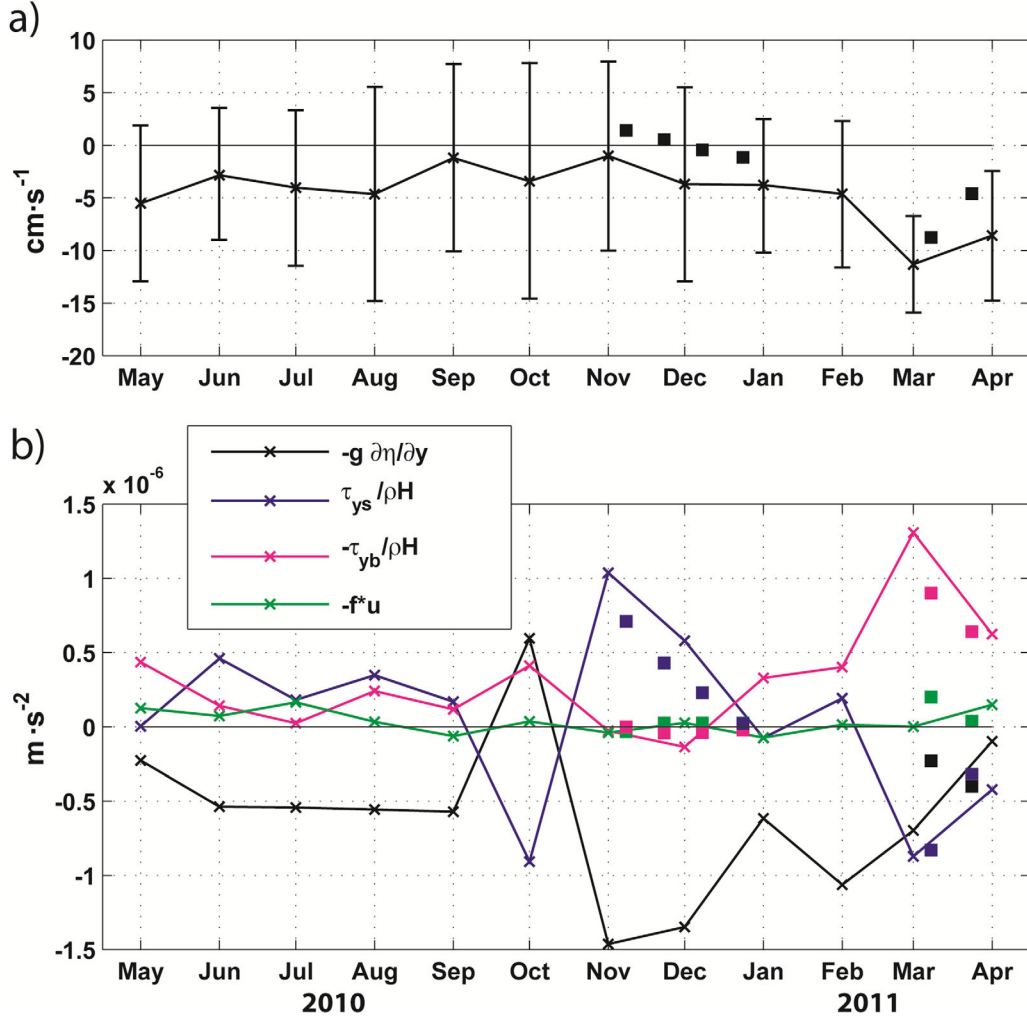 a)
10
5
0
-5
-10
-15
-20
cm·s⁻¹
May Jun Jul Aug Sep Oct Nov Dec Jan Feb Mar Apr
b)
-g ∂η/∂y
τys/ρH
-τyb/ρH
-f*u
x 10⁻⁶
1.5
1
0.5
0
-0.5
-1
-1.5
m·s⁻²
May Jun Jul Aug Sep Oct Nov Dec Jan Feb Mar Apr
2010 2011